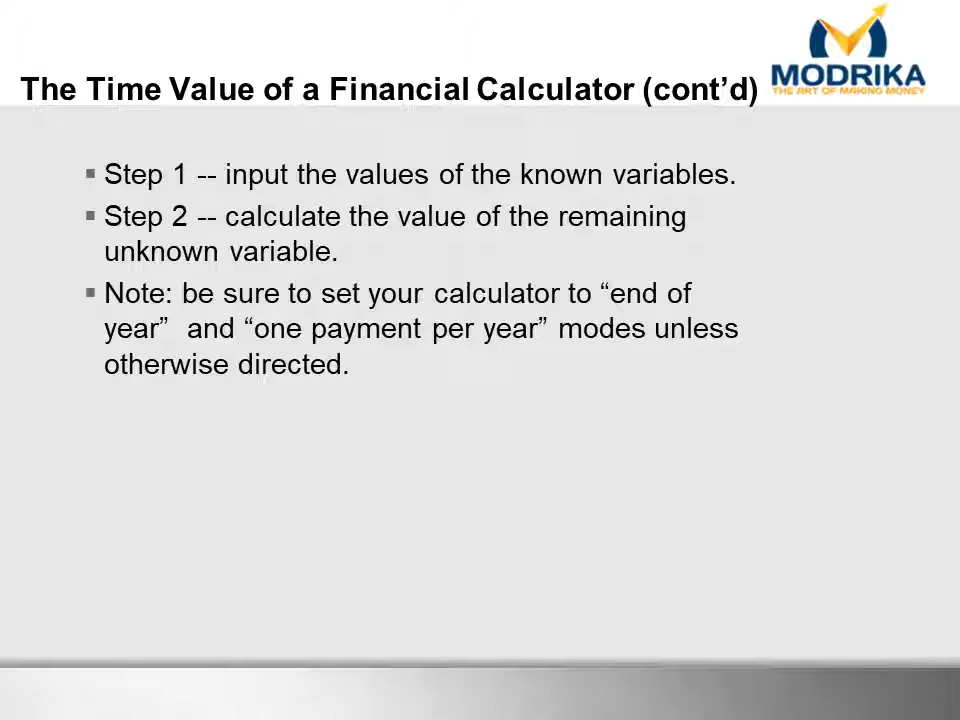 MODRIKA
THE ART OF MAKING MONEY
The Time Value of a Financial Calculator (cont’d)
▪ Step 1 -- input the values of the known variables.
▪ Step 2 -- calculate the value of the remaining
unknown variable.
▪ Note: be sure to set your calculator to “end of
year”  and “one payment per year” modes unless
otherwise directed.